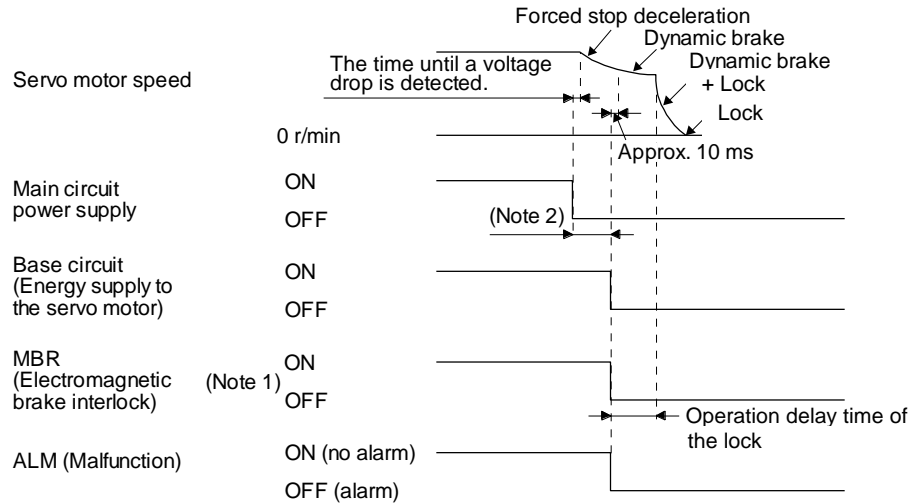 Forced stop deceleration
Dynamic brake
The time until a voltage
drop is detected.
Dynamic brake
+ Lock
Servo motor speed
Lock
0 r/min
Approx. 10 ms
Main circuit
power supply
ON
OFF
(Note 2)
Base circuit
(Energy supply to
the servo motor)
ON
OFF
MBR
(Electromagnetic
brake interlock)
(Note 1)
ON
OFF
Operation delay time of
the lock
ALM (Malfunction)
ON (no alarm)
OFF (alarm)